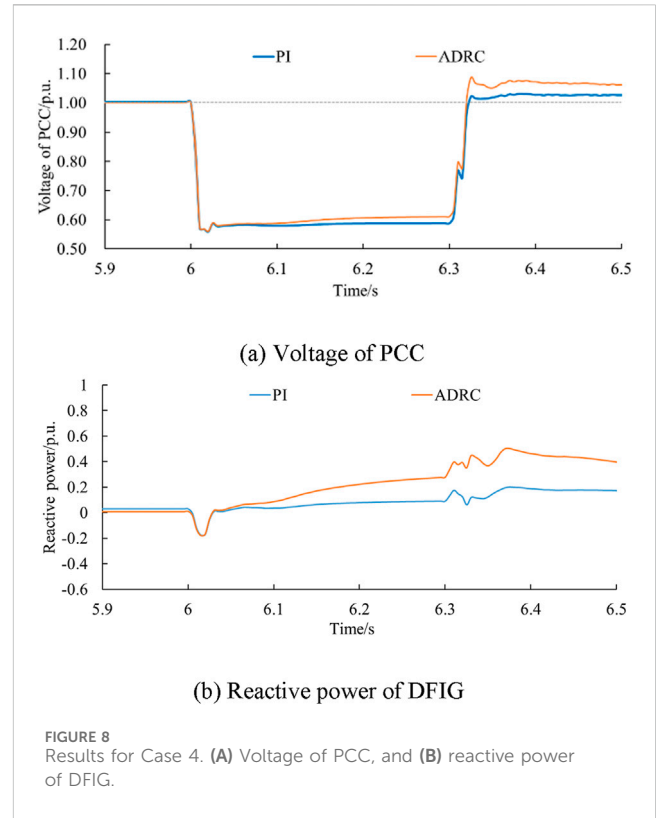 1.20
PI
ADRC
1.10
1.00
0.90
0.80
0.70
0.60
0.50
Voltage of PCC/p.u.
5.9
6
6.1
6.2
6.3
6.4
6.5
Time/s
(a) Voltage of PCC
1
PI
ADRC
0.8
0.6
0.4
0.2
0
-0.2
-0.4
-0.6
Reactive power/p.u.
5.9
6
6.1
6.2
6.3
6.4
6.5
Time/s
(b) Reactive power of DFIG
FIGURE 8
Results for Case 4. (A) Voltage of PCC, and (B) reactive power
of DFIG.